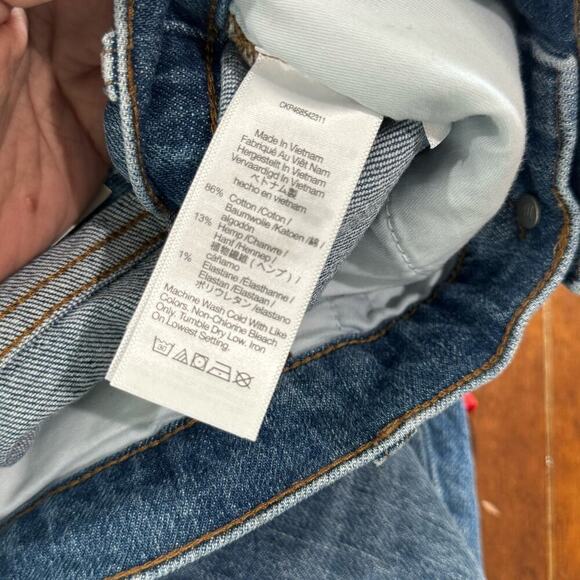 CKP468542311
Made In Vietnam
Fabriqué Au Việt Nam
Hergestellt In Vietnam
Vervaardigd In Vietnam
ベトナム製
hecho en vietnam
86% Cotton /Coton /
Baumwolle /Katoen /綿 /
algodón
13% Hemp /Chanvre /
Hanf /Hennep /
植物繊維 (ヘンプ) /
cáñamo
1% Elastane /Elasthanne /
Elastan /Elastaan /
ポリウレタン /elastano
Machine Wash Cold With Like
Colors. Non-Chlorine Bleach
Only. Tumble Dry Low. Iron
On Lowest Setting.